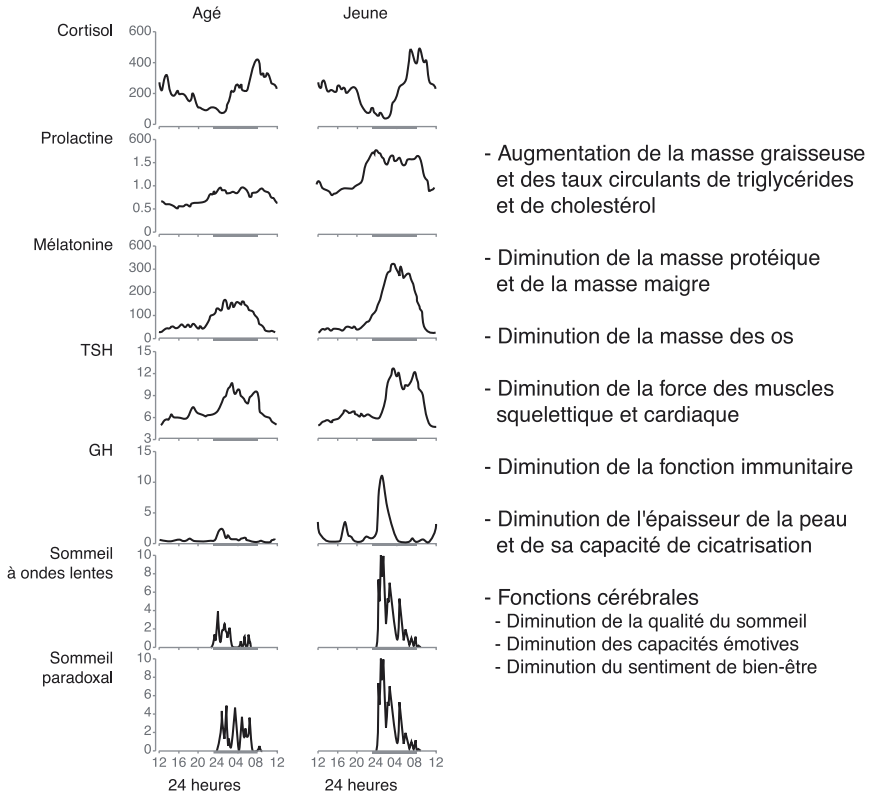 Agé
Jeune
Cortisol
600
400
200
0
Prolactine
600
1.5
1.0
0.5
0
Mélatonine
600
300
200
100
0
TSH
15
12
9
6
3
GH
15
10
5
0
Sommeil
à ondes lentes
10
8
6
4
2
0
Sommeil
paradoxal
10
8
6
4
2
0
12 16 20 24 04 08 12
12 16 20 24 04 08 12
24 heures
24 heures
- Augmentation de la masse graisseuse
et des taux circulants de triglycérides
et de cholestérol
- Diminution de la masse protéique
et de la masse maigre
- Diminution de la masse des os
- Diminution de la force des muscles
squelettique et cardiaque
- Diminution de la fonction immunitaire
- Diminution de l'épaisseur de la peau
et de sa capacité de cicatrisation
- Fonctions cérébrales
- Diminution de la qualité du sommeil
- Diminution des capacités émotives
- Diminution du sentiment de bien-être